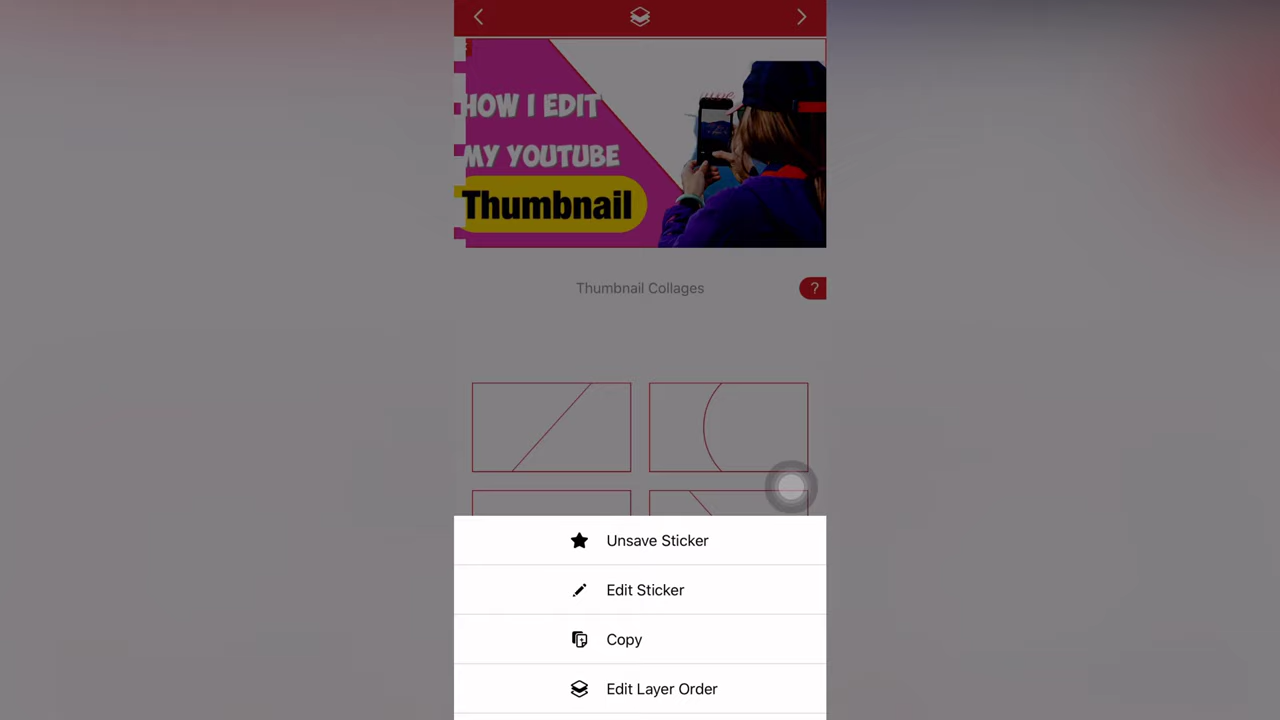 HOW I EDIT
MY YOUTUBE
Thumbnail
Thumbnail Collages
?
Unsave Sticker
Edit Sticker
Copy
Edit Layer Order